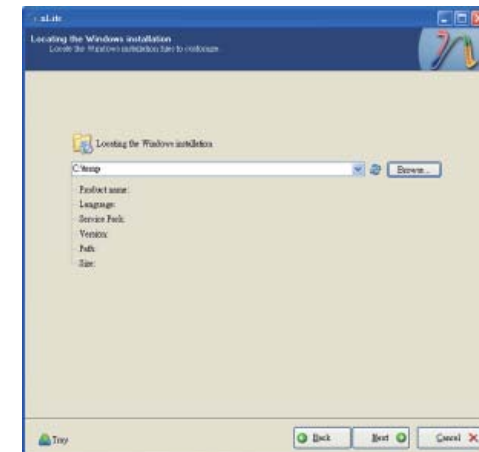 nLite
Locating the Windows installation
Locate the Windows installation files to customize.
Locating the Windows installation
C:\temp
Browse...
Product name:
Language:
Service Pack:
Version:
Path:
Size:
Tray
Back
Next
Cancel